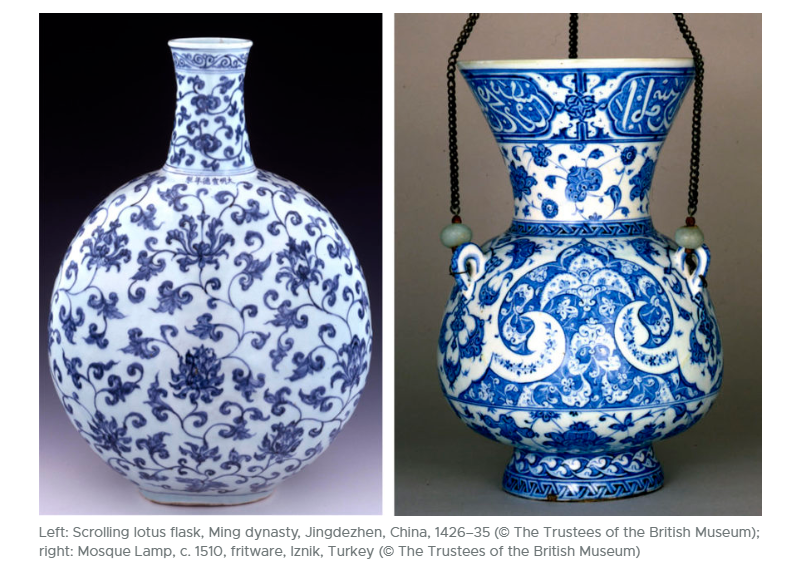 Left: Scrolling lotus flask, Ming dynasty, Jingdezhen, China, 1426–35 (© The Trustees of the British Museum);
right: Mosque Lamp, c. 1510, fritware, Iznik, Turkey (© The Trustees of the British Museum)